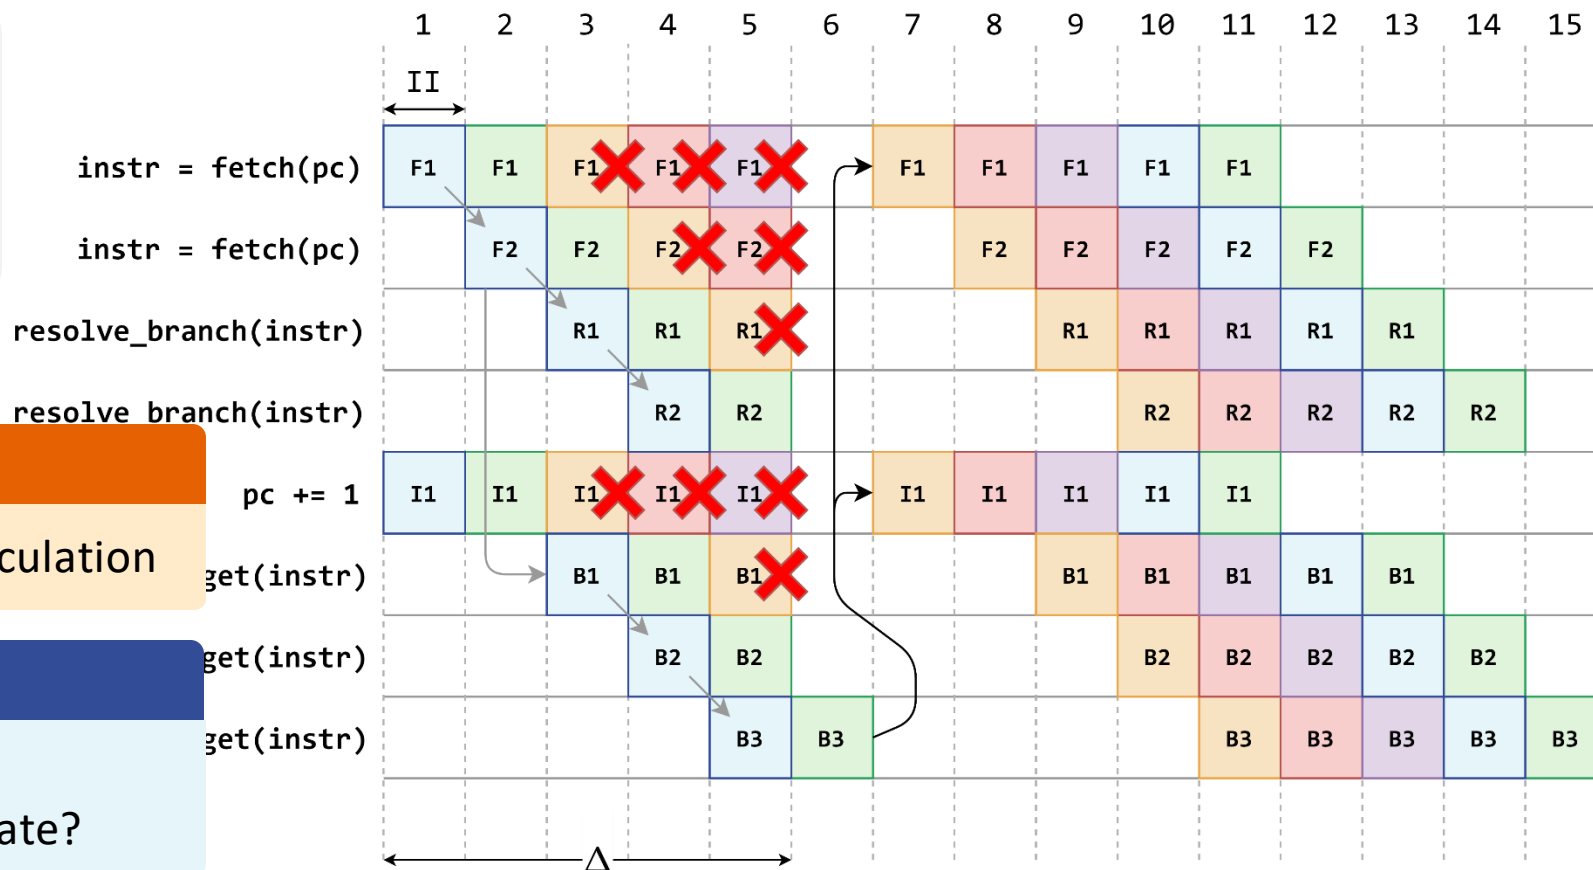 1 2 3 4 5 6 7 8 9 10 11 12 13 14 15
II
instr = fetch(pc) F1 F1 F1 F1 F1 F1 F1 F1 F1 F1
instr = fetch(pc) F2 F2 F2 F2 F2 F2 F2 F2 F2
resolve_branch(instr) R1 R1 R1 R1 R1 R1 R1 R1
resolve branch(instr) R2 R2 R2 R2 R2 R2 R2
pc += 1 I1 I1 I1 I1 I1 I1 I1 I1 I1 I1
culation
get(instr) B1 B1 B1 B1 B1 B1 B1 B1
get(instr) B2 B2 B2 B2 B2 B2 B2
get(instr) B3 B3 B3 B3 B3 B3 B3
ate?
Δ